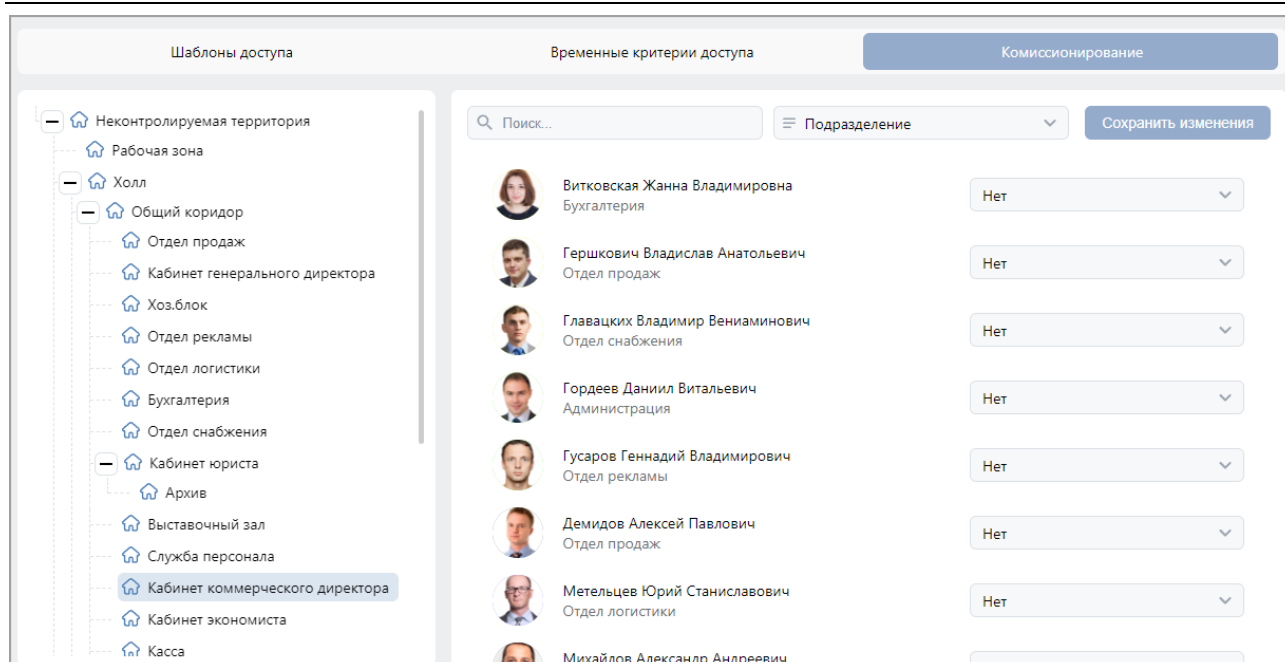 Шаблоны доступа
Временные критерии доступа
Комиссионирование
Неконтролируемая территория
Рабочая зона
Холл
Общий коридор
Отдел продаж
Кабинет генерального директора
Хоз.блок
Отдел рекламы
Отдел логистики
Бухгалтерия
Отдел снабжения
Кабинет юриста
Архив
Выставочный зал
Служба персонала
Кабинет коммерческого директора
Кабинет экономиста
Касса
Поиск...
Подразделение
Сохранить изменения
Витковская Жанна Владимировна
Бухгалтерия
Нет
Гершкович Владислав Анатольевич
Отдел продаж
Нет
Главацких Владимир Вениаминович
Отдел снабжения
Нет
Гордеев Даниил Витальевич
Администрация
Нет
Гусаров Геннадий Владимирович
Отдел рекламы
Нет
Демидов Алексей Павлович
Отдел продаж
Нет
Метельцев Юрий Станиславович
Отдел логистики
Нет
Михайлов Александр Андреевич